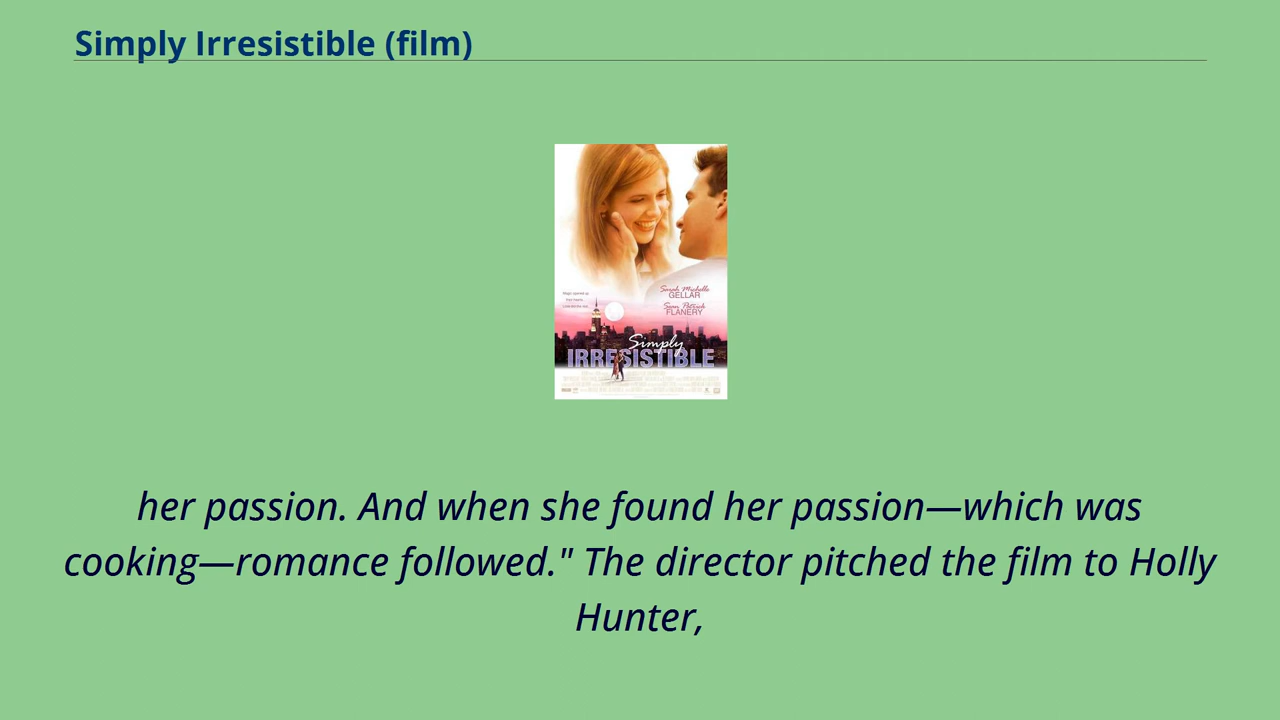 Simply Irresistible (film)
Sarah Michelle
GELLAR
Sean Patrick
FLANERY
Simply
IRRESISTIBLE
her passion. And when she found her passion—which was
cooking—romance followed." The director pitched the film to Holly
Hunter,